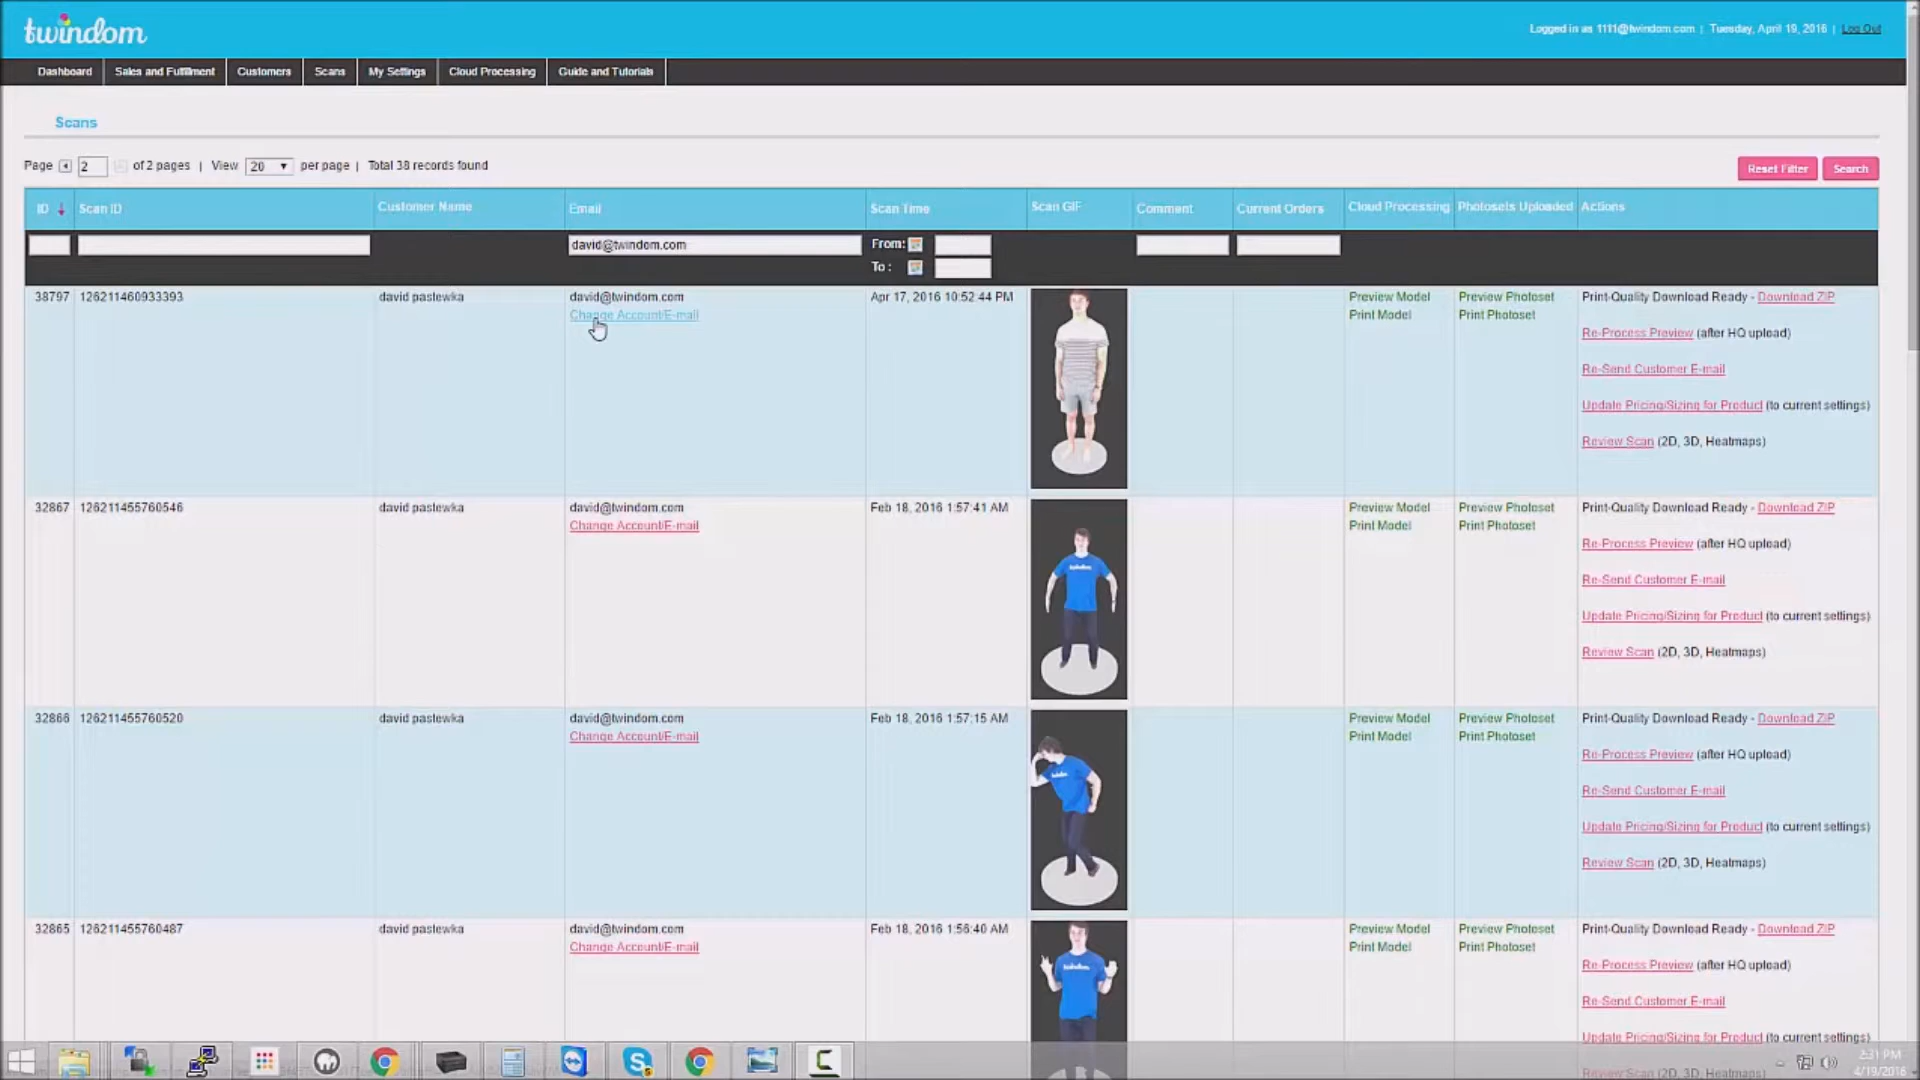 twindom
Logged in as 1111@twindom.com | Tuesday, April 19, 2016 | Log Out
Dashboard Sales and Fulfillment Customers Scans My Settings Cloud Processing Guide and Tutorials
Scans
Page 2 of 2 pages | View 20 per page | Total 38 records found
Reset Filter Search
ID Scan ID Customer Name Email Scan Time Scan GIF Comment Current Orders Cloud Processing Photosets Uploaded Actions
david@twindom.com From:
To :
38797 126211460933393 david pastewka david@twindom.com Apr 17, 2016 10:52:44 PM Preview Model Preview Photoset Print-Quality Download Ready - Download ZIP
Change Account/E-mail Print Model Print Photoset
Re-Process Preview (after HQ upload)
Re-Send Customer E-mail
Update Pricing/Sizing for Product (to current settings)
Review Scan (2D, 3D, Heatmaps)
32867 126211455760546 david pastewka david@twindom.com Feb 18, 2016 1:57:41 AM Preview Model Preview Photoset Print-Quality Download Ready - Download ZIP
Change Account/E-mail Print Model Print Photoset
Re-Process Preview (after HQ upload)
twindom
Re-Send Customer E-mail
Update Pricing/Sizing for Product (to current settings)
Review Scan (2D, 3D, Heatmaps)
32866 126211455760520 david pastewka david@twindom.com Feb 18, 2016 1:57:15 AM Preview Model Preview Photoset Print-Quality Download Ready - Download ZIP
Change Account/E-mail Print Model Print Photoset
Re-Process Preview (after HQ upload)
twindom
Re-Send Customer E-mail
Update Pricing/Sizing for Product (to current settings)
Review Scan (2D, 3D, Heatmaps)
32865 126211455760487 david pastewka david@twindom.com Feb 18, 2016 1:56:40 AM Preview Model Preview Photoset Print-Quality Download Ready - Download ZIP
Change Account/E-mail Print Model Print Photoset
Re-Process Preview (after HQ upload)
twindom
Re-Send Customer E-mail
Update Pricing/Sizing for Product (to current settings)
Review Scan (2D, 3D, Heatmaps)
2:31 PM
4/19/2016